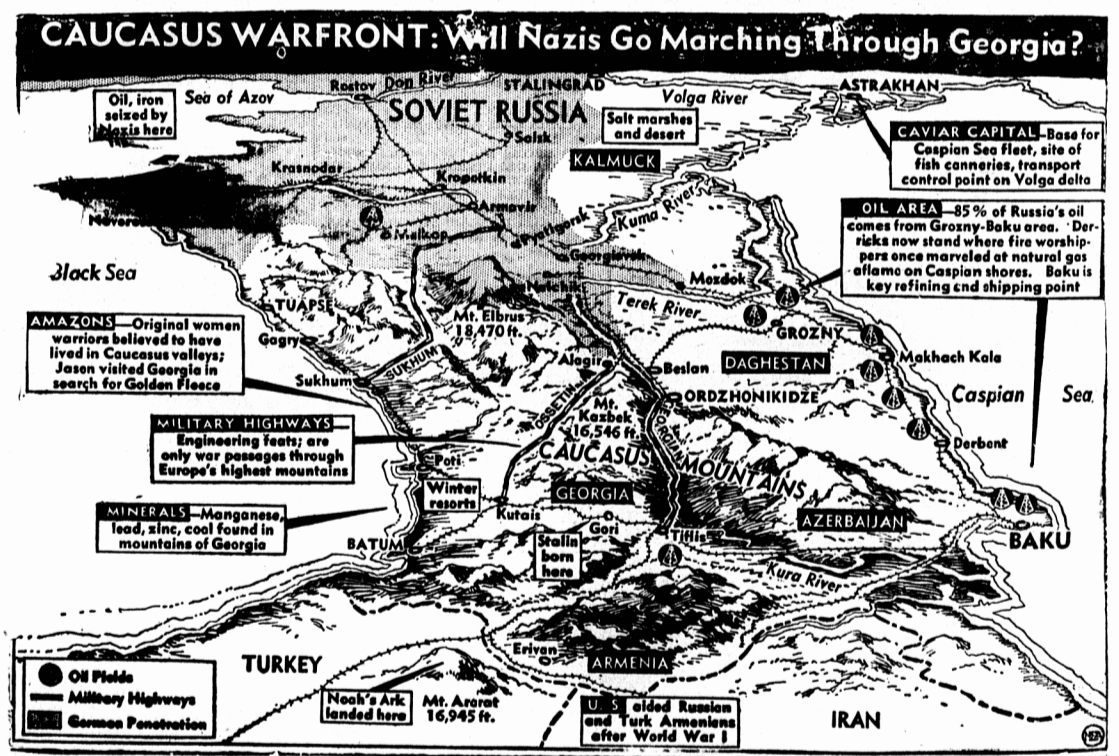 CAUCASUS WARFRONT: Will Nazis Go Marching Through Georgia?
Oil, iron
seized by
Nazis here
Sea of Azov
Rostov
Don River
STALINGRAD
SOVIET RUSSIA
Salsk
Volga River
Salt marshes
and desert
ASTRAKHAN
KALMUCK
CAVIAR CAPITAL—Base for
Caspian Sea fleet, site of
fish canneries, transport
control point on Volga delta
Krasnodar
Kropotkin
Armavir
Maikop
Pyatigorsk
Kuma River
Georgievsk
Nalchik
Mozdok
OIL AREA—85% of Russia's oil
comes from Grozny-Baku area. Der-
ricks now stand where fire worship-
pers once marveled at natural gas
aflame on Caspian shores. Baku is
key refining and shipping point
Black Sea
TUAPSE
Mt. Elbrus
18,470 ft.
Terek River
GROZNY
AMAZONS—Original women
warriors believed to have
lived in Caucasus valleys;
Jason visited Georgia in
search for Golden Fleece
Gagry
Sukhum
SUKHUM
Alagir
Beslan
DAGHESTAN
Makhach Kala
Caspian Sea
ORDZHONIKIDZE
OSSETIAN
GEORGIAN
Mt.
Kazbek
16,546 ft.
MILITARY HIGHWAYS—
Engineering feats; are
only war passages through
Europe's highest mountains
CAUCASUS MOUNTAINS
Derbent
Poti
Winter
resorts
GEORGIA
Kutais
Gori
Stalin
born
here
MINERALS—Manganese,
lead, zinc, coal found in
mountains of Georgia
BATUM
Tiflis
AZERBAIJAN
BAKU
Kura River
Erivan
ARMENIA
TURKEY
Noah's Ark
landed here
Mt. Ararat
16,945 ft.
U. S. aided Russian
and Turk Armenians
after World War I
IRAN
Oil Fields
Military Highways
German Penetration